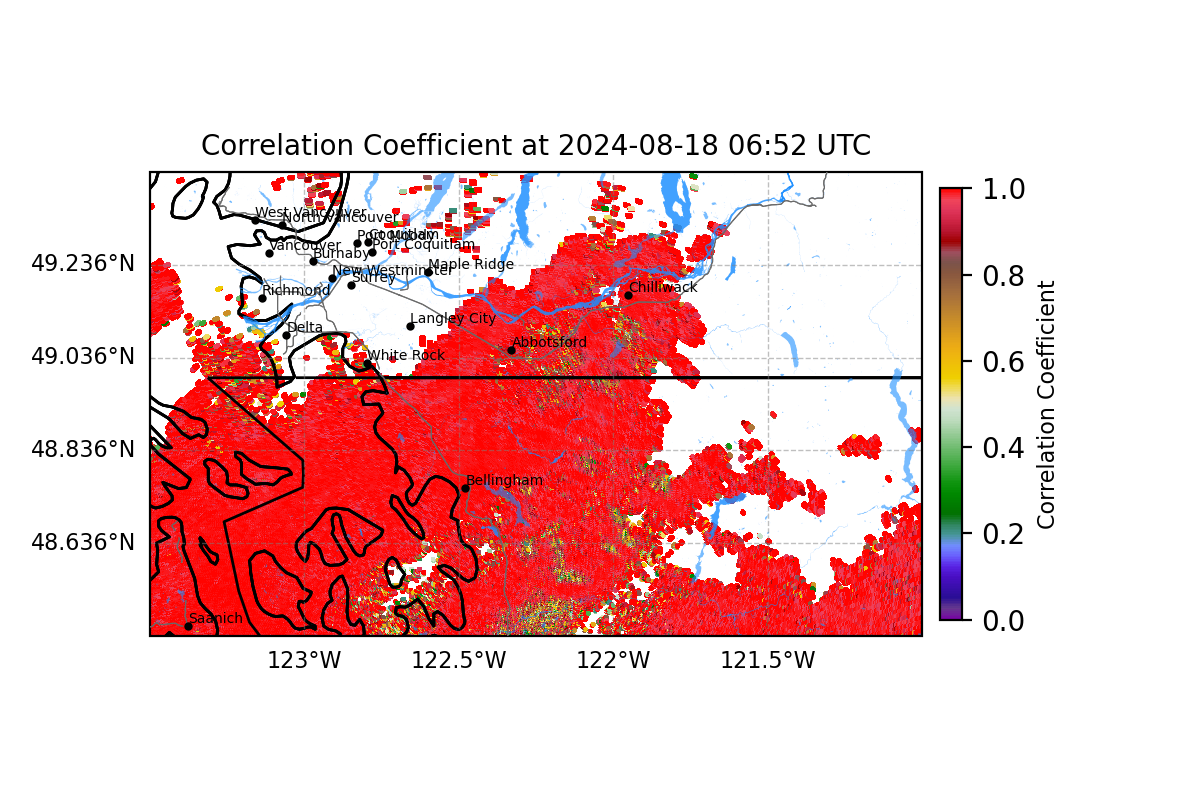 Correlation Coefficient at 2024-08-18 06:52 UTC
West Vancouver
North Vancouver
Port Moody
Coquitlam
Port Coquitlam
Vancouver
Burnaby
49.236°N
Maple Ridge
New Westminster
Surrey
Chilliwack
Richmond
Langley City
Delta
Abbotsford
49.036°N
White Rock
48.836°N
Bellingham
48.636°N
Saanich
123°W 122.5°W 122°W 121.5°W
1.0
0.8
0.6
0.4
0.2
0.0
Correlation Coefficient